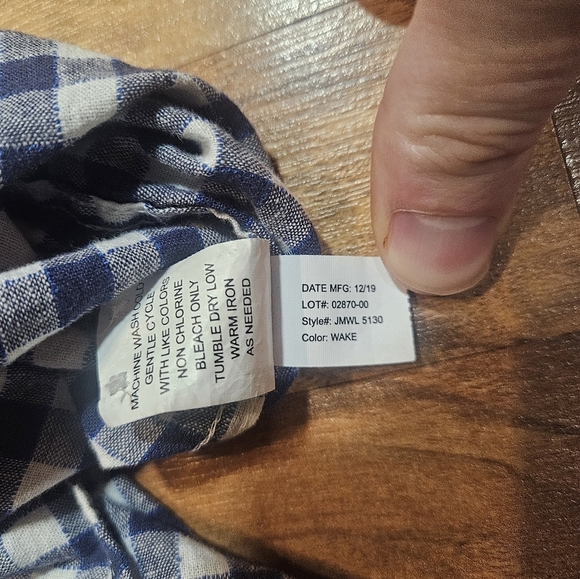 MACHINE WASH COLD
GENTLE CYCLE
WITH LIKE COLORS
NON CHLORINE
BLEACH ONLY
TUMBLE DRY LOW
WARM IRON
AS NEEDED
DATE MFG: 12/19
LOT#: 02870-00
Style#: JMWL 5130
Color: WAKE